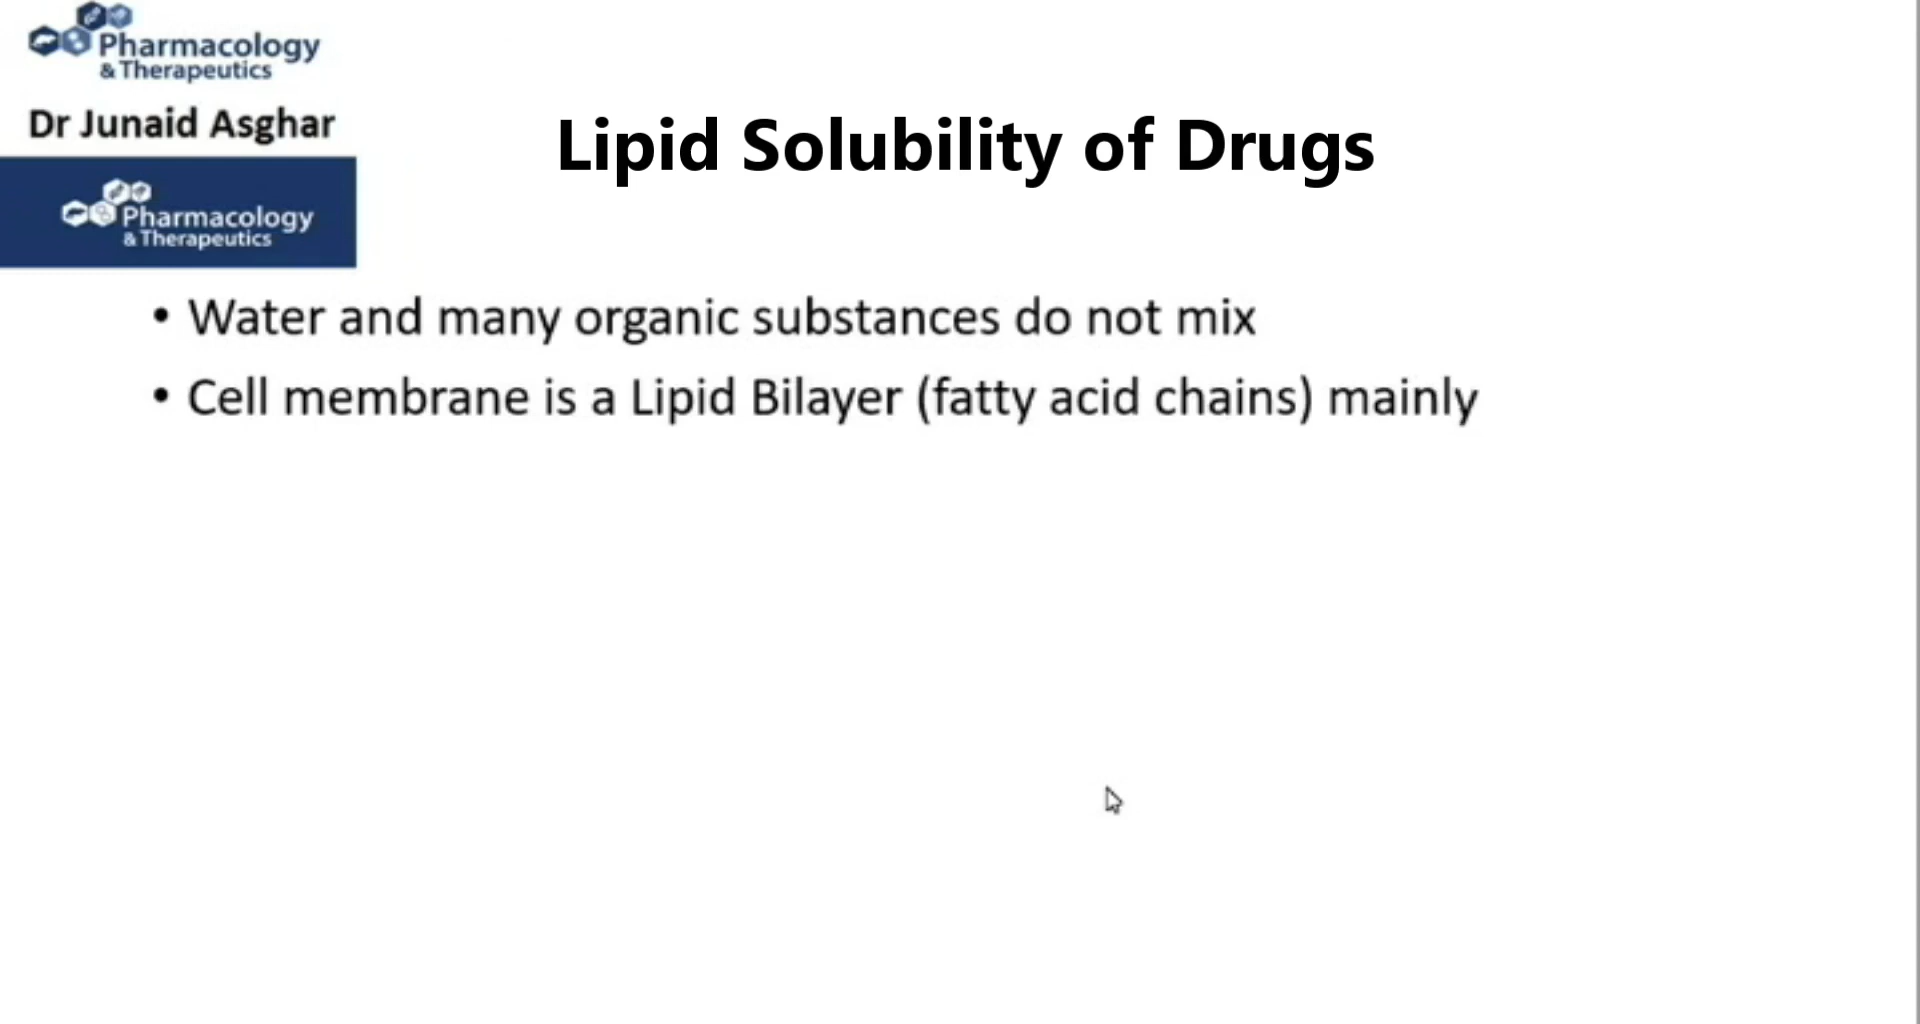 Pharmacology
& Therapeutics
Dr Junaid Asghar
Lipid Solubility of Drugs
Pharmacology
& Therapeutics
• Water and many organic substances do not mix
• Cell membrane is a Lipid Bilayer (fatty acid chains) mainly